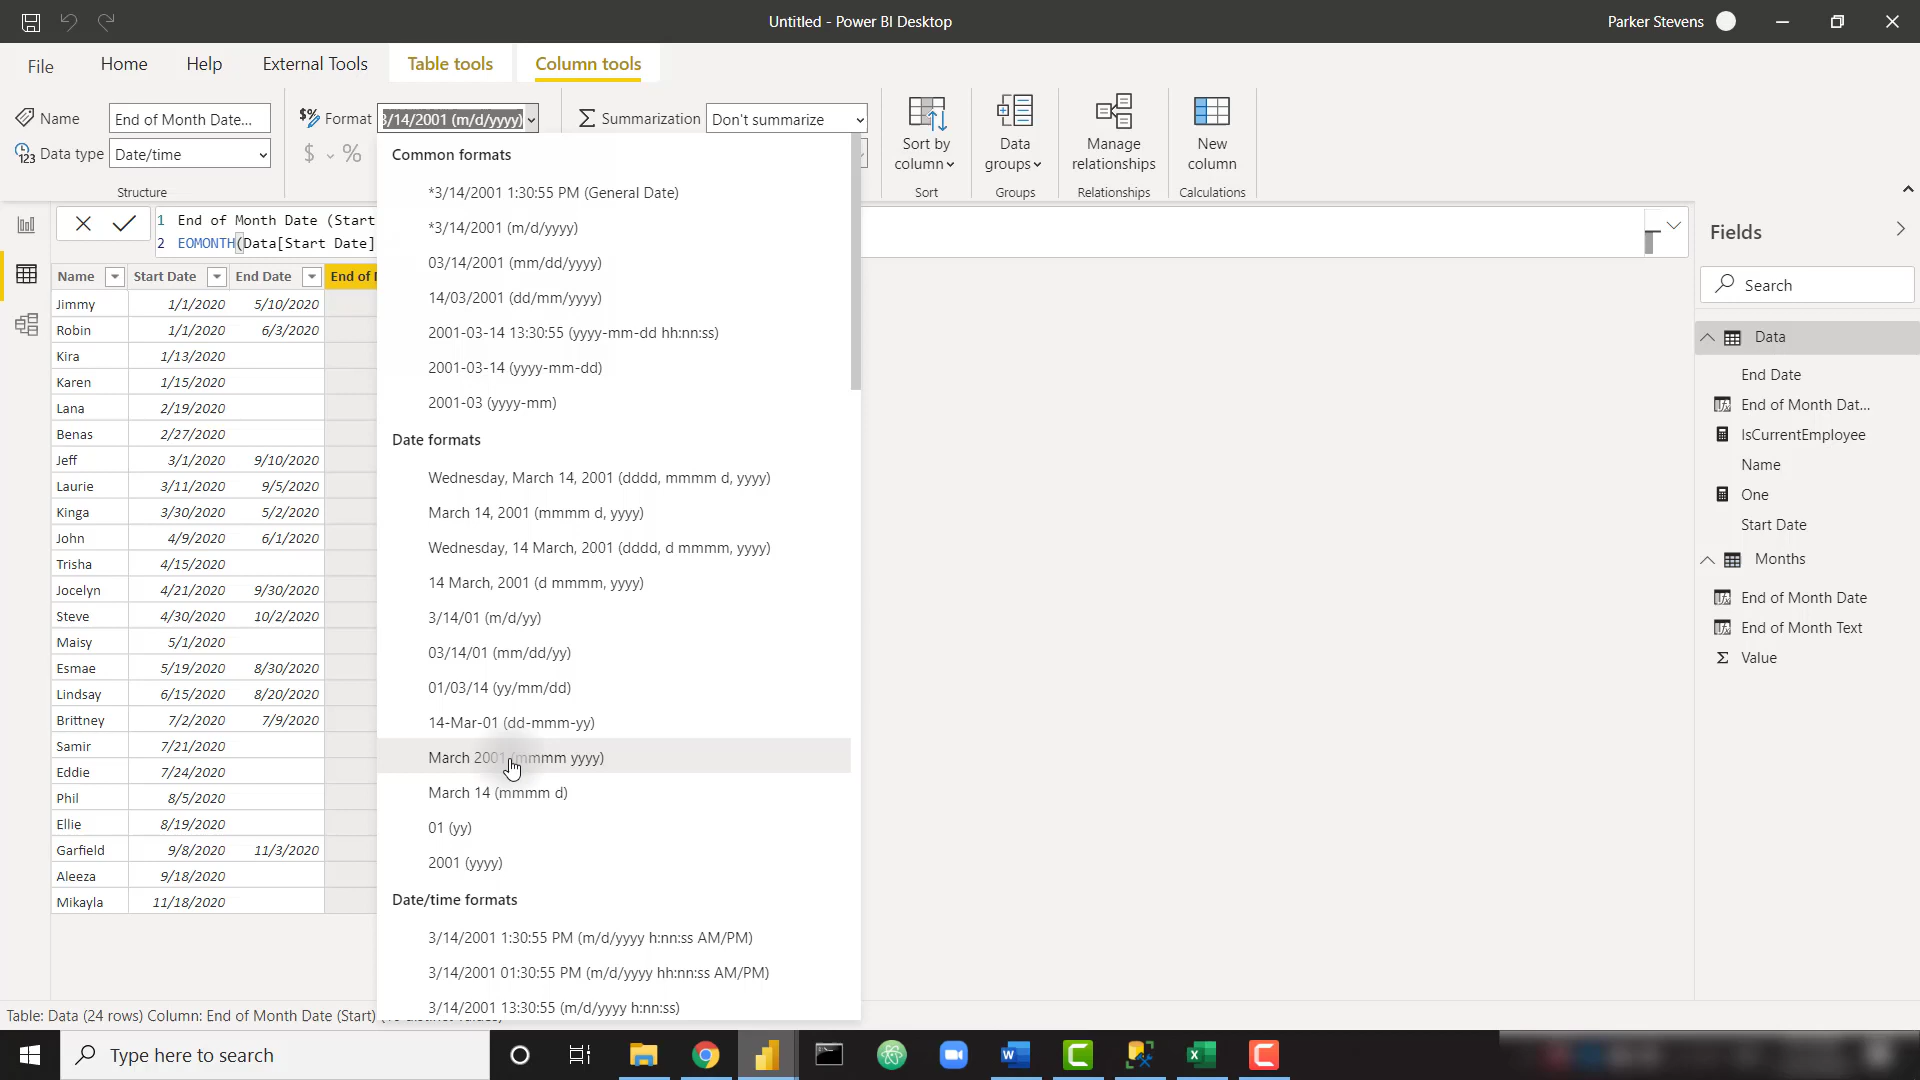 Untitled - Power BI Desktop
Parker Stevens
File
Home
Help
External Tools
Table tools
Column tools
Name
End of Month Date...
Format
3/14/2001 (m/d/yyyy)
Summarization
Don't summarize
Data type
Date/time
$
%
Structure
Sort by
column
Sort
Data
groups
Groups
Manage
relationships
Relationships
New
column
Calculations
1 End of Month Date (Start
2 EOMONTH(Data[Start Date]
Common formats
*3/14/2001 1:30:55 PM (General Date)
*3/14/2001 (m/d/yyyy)
03/14/2001 (mm/dd/yyyy)
14/03/2001 (dd/mm/yyyy)
2001-03-14 13:30:55 (yyyy-mm-dd hh:nn:ss)
2001-03-14 (yyyy-mm-dd)
2001-03 (yyyy-mm)
Date formats
Wednesday, March 14, 2001 (dddd, mmmm d, yyyy)
March 14, 2001 (mmmm d, yyyy)
Wednesday, 14 March, 2001 (dddd, d mmmm, yyyy)
14 March, 2001 (d mmmm, yyyy)
3/14/01 (m/d/yy)
03/14/01 (mm/dd/yy)
01/03/14 (yy/mm/dd)
14-Mar-01 (dd-mmm-yy)
March 2001 (mmmm yyyy)
March 14 (mmmm d)
01 (yy)
2001 (yyyy)
Date/time formats
3/14/2001 1:30:55 PM (m/d/yyyy h:nn:ss AM/PM)
3/14/2001 01:30:55 PM (m/d/yyyy hh:nn:ss AM/PM)
3/14/2001 13:30:55 (m/d/yyyy h:nn:ss)
Name Start Date End Date End of
Jimmy 1/1/2020 5/10/2020
Robin 1/1/2020 6/3/2020
Kira 1/13/2020
Karen 1/15/2020
Lana 2/19/2020
Benas 2/27/2020
Jeff 3/1/2020 9/10/2020
Laurie 3/11/2020 9/5/2020
Kinga 3/30/2020 5/2/2020
John 4/9/2020 6/1/2020
Trisha 4/15/2020
Jocelyn 4/21/2020 9/30/2020
Steve 4/30/2020 10/2/2020
Maisy 5/1/2020
Esmae 5/19/2020 8/30/2020
Lindsay 6/15/2020 8/20/2020
Brittney 7/2/2020 7/9/2020
Samir 7/21/2020
Eddie 7/24/2020
Phil 8/5/2020
Ellie 8/19/2020
Garfield 9/8/2020 11/3/2020
Aleeza 9/18/2020
Mikayla 11/18/2020
Fields
Search
Data
End Date
End of Month Dat...
IsCurrentEmployee
Name
One
Start Date
Months
End of Month Date
End of Month Text
Value
Table: Data (24 rows) Column: End of Month Date (Start)
Type here to search